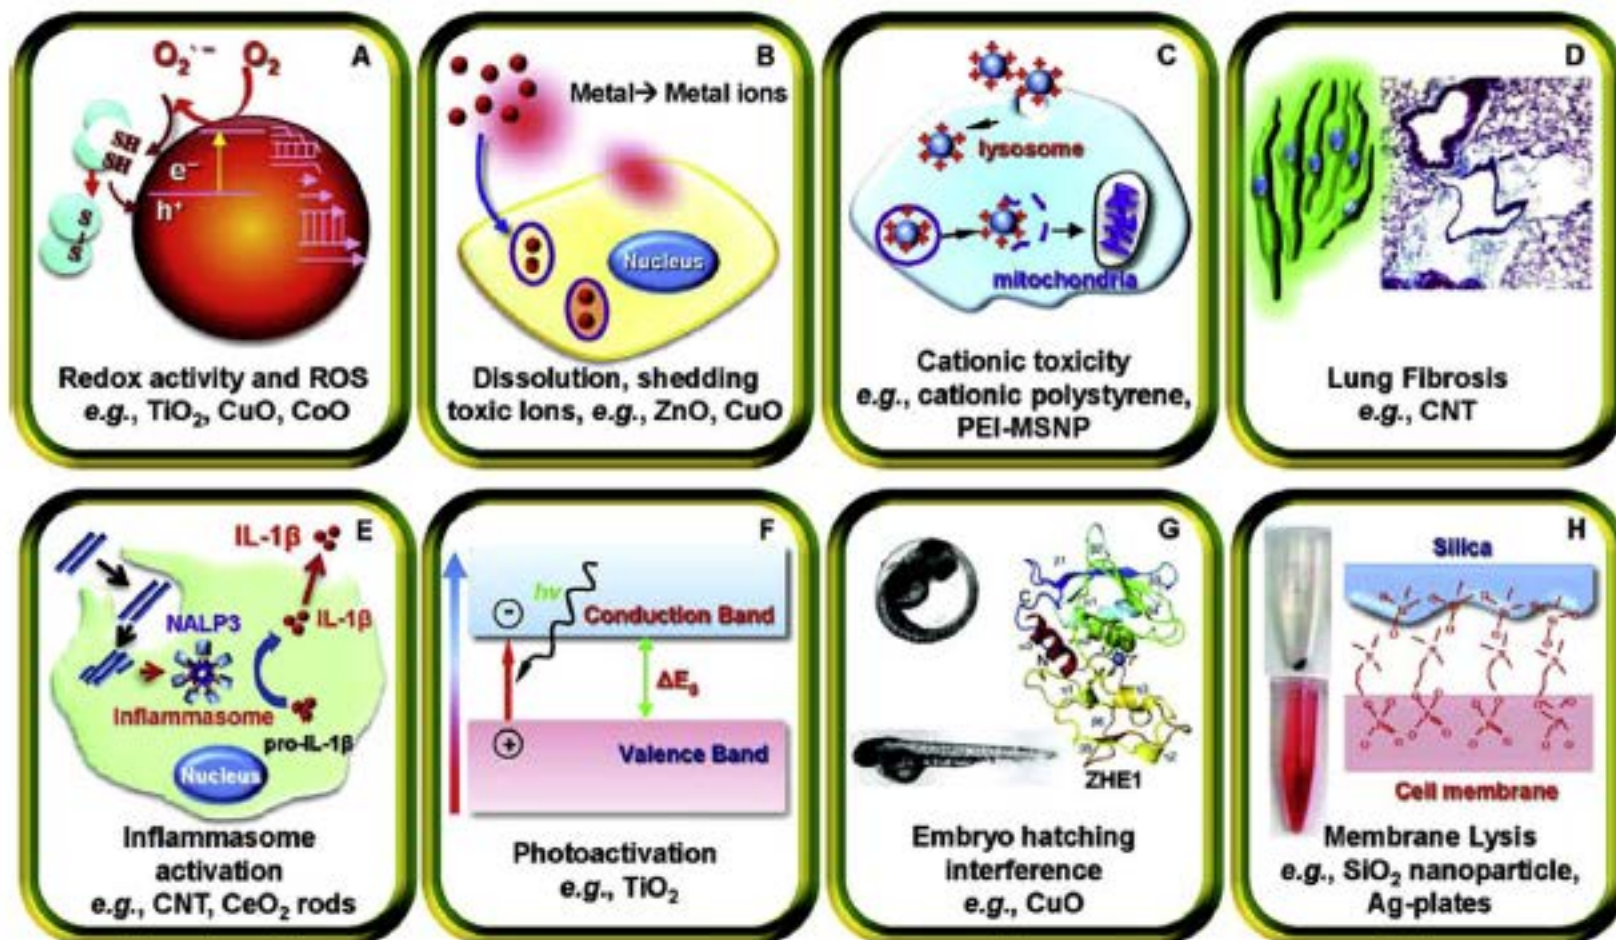 A
O₂˙⁻ O₂
SH
SH
e⁻
h⁺
S
S
Redox activity and ROS
e.g., TiO₂, CuO, CoO
B
Metal→ Metal ions
Nucleus
Dissolution, shedding
toxic Ions, e.g., ZnO, CuO
C
lysosome
mitochondria
Cationic toxicity
e.g., cationic polystyrene,
PEI-MSNP
D
Lung Fibrosis
e.g., CNT
E
IL-1β
NALP3
IL-1β
Inflammasome
pro-IL-1β
Nucleus
Inflammasome
activation
e.g., CNT, CeO₂ rods
F
hν
Conduction Band
ΔEg
Valence Band
Photoactivation
e.g., TiO₂
G
β1
C
N
ZHE1
Embryo hatching
interference
e.g., CuO
H
Silica
Cell membrane
Membrane Lysis
e.g., SiO₂ nanoparticle,
Ag-plates